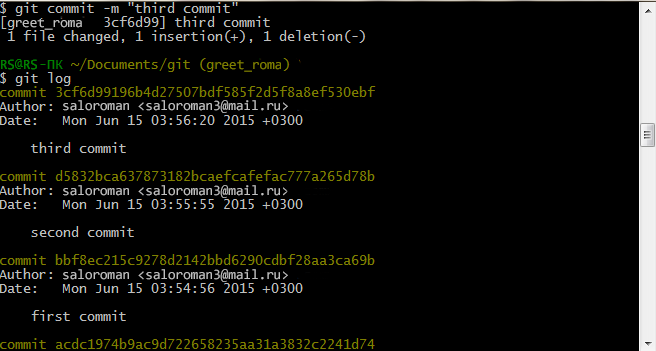 $ git commit -m "third commit"
[greet_roma 3cf6d99] third commit
1 file changed, 1 insertion(+), 1 deletion(-)
RS@RS-ПК ~/Documents/git (greet_roma)
$ git log
commit 3cf6d99196b4d27507bdf585f2d5f8a8ef530ebf
Author: saloroman <saloroman3@mail.ru>
Date: Mon Jun 15 03:56:20 2015 +0300
third commit
commit d5832bca637873182bcaefcafefac777a265d78b
Author: saloroman <saloroman3@mail.ru>
Date: Mon Jun 15 03:55:55 2015 +0300
second commit
commit bbf8ec215c9278d2142bbd6290cdbf28aa3ca69b
Author: saloroman <saloroman3@mail.ru>
Date: Mon Jun 15 03:54:56 2015 +0300
first commit
commit acdc1974b9ac9d722658235aa31a3832c2241d74